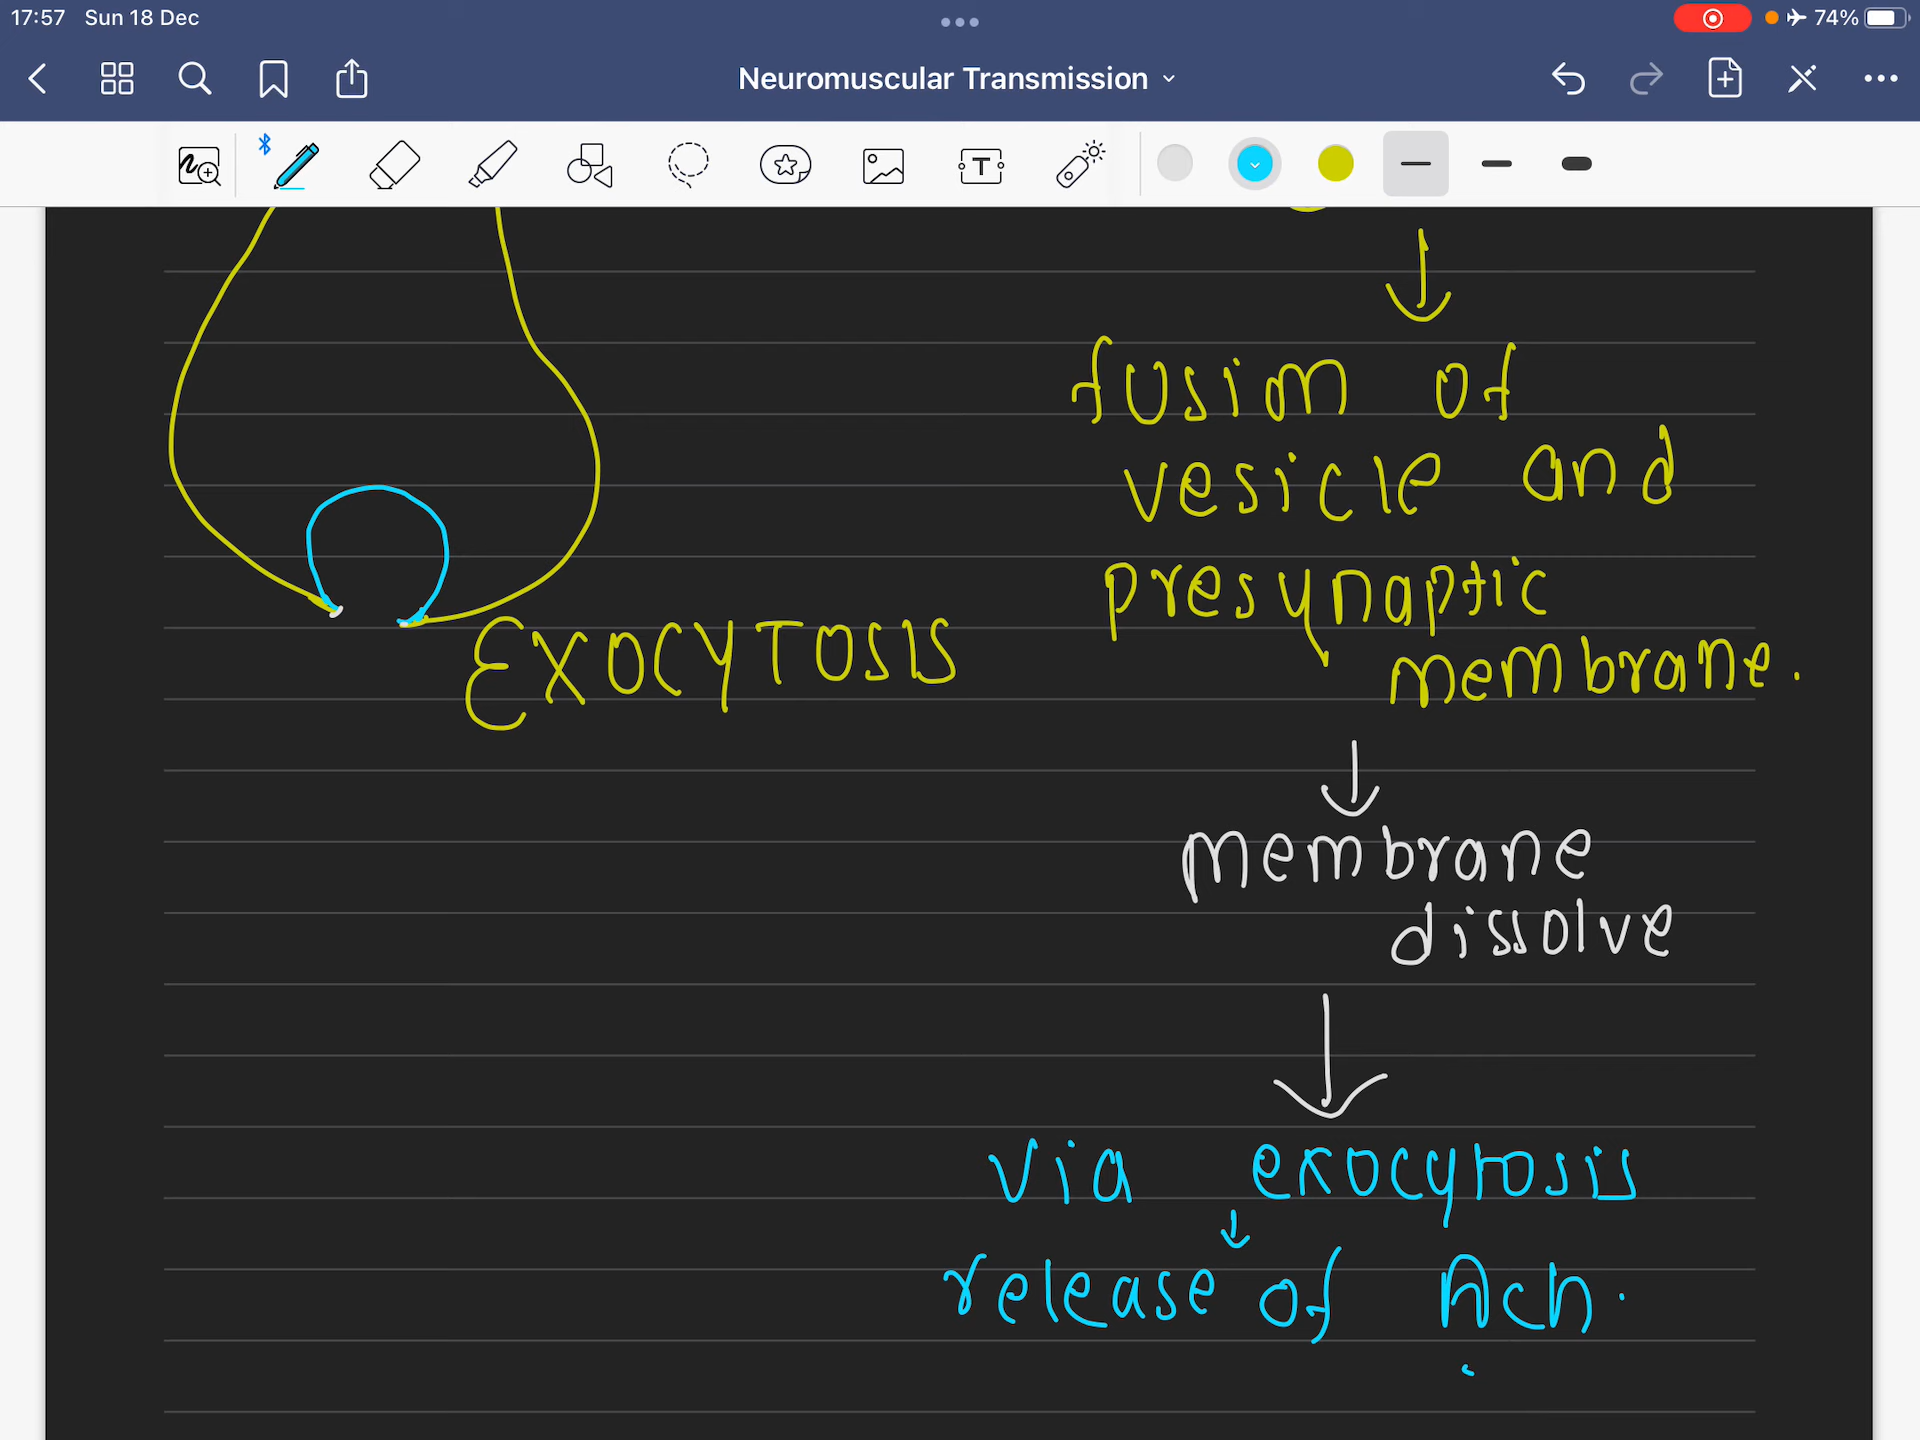 17:57 Sun 18 Dec
74%
Neuromuscular Transmission
T
fusion of
vesicle and
presynaptic
membrane.
EXOCYTOSIS
membrane
dissolve
via exocytosis
release of Ach.